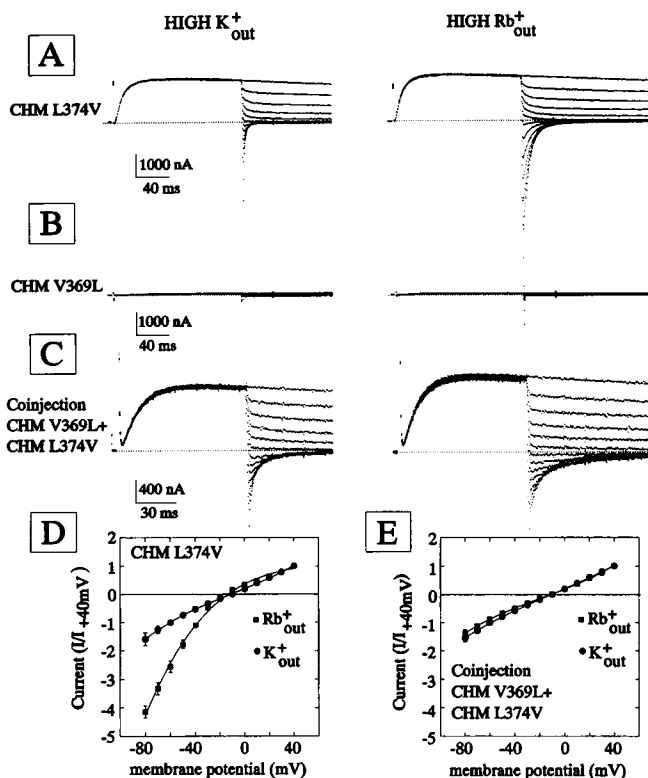 HIGH K+out
HIGH Rb+out
A
CHM L374V
1000 nA
40 ms
B
CHM V369L
1000 nA
40 ms
C
Coinjection
CHM V369L+
CHM L374V
400 nA
30 ms
D
CHM L374V
2
1
0
-1
-2
-3
-4
-5
Current (I/I+40mV)
Rb+out
K+out
-80
-40
0
40
membrane potential (mV)
E
2
1
0
-1
-2
-3
-4
-5
Current (I/I+40mV)
Rb+out
K+out
Coinjection
CHM V369L+
CHM L374V
-80
-40
0
40
membrane potential (mV)